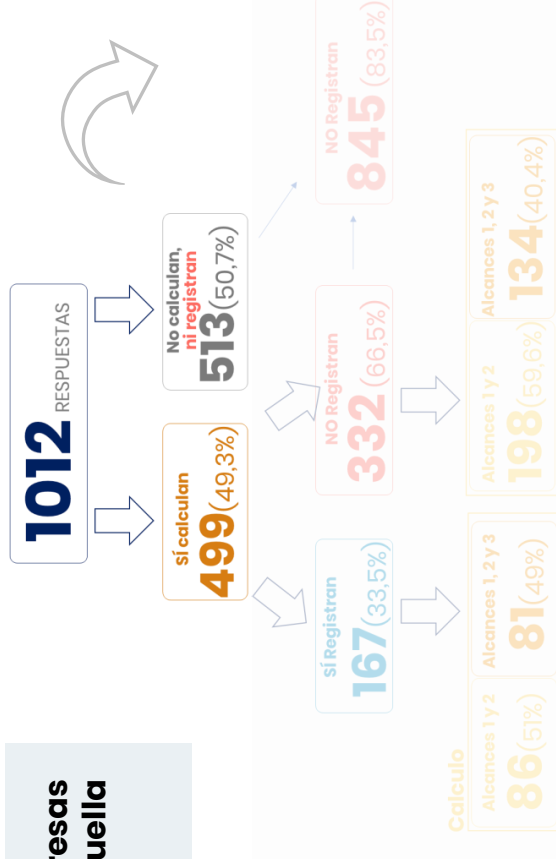 esas
uella
1012 RESPUESTAS
Sí calculan
499(49,3%)
No calculan,
ni registran
513(50,7%)
SÍ Registran
167(33,5%)
NO Registran
332(66,5%)
NO Registran
845(83,5%)
Calculo
Alcances 1 y 2
86(51%)
Alcances 1, 2 y 3
81(49%)
Alcances 1 y 2
198(59,6%)
Alcances 1, 2 y 3
134(40,4%)